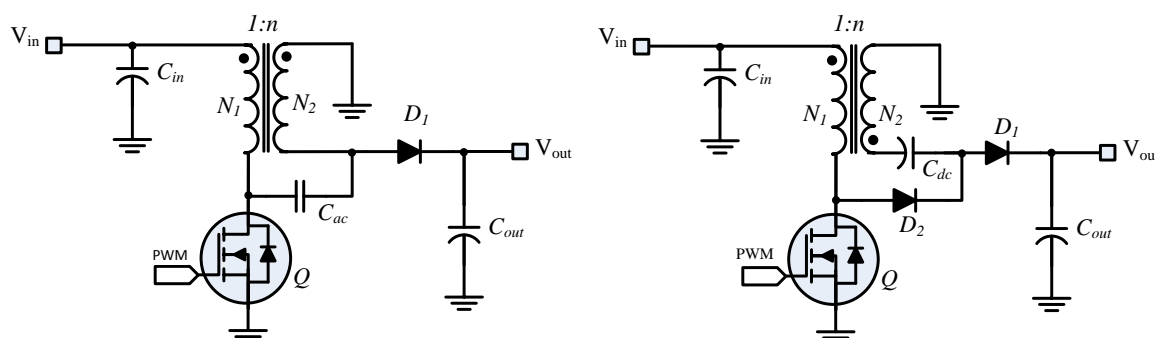 1:n
V_in
C_in
N_1
N_2
D_1
V_out
C_ac
PWM
Q
C_out
1:n
V_in
C_in
N_1
N_2
D_1
V_ou
C_dc
D_2
PWM
Q
C_out